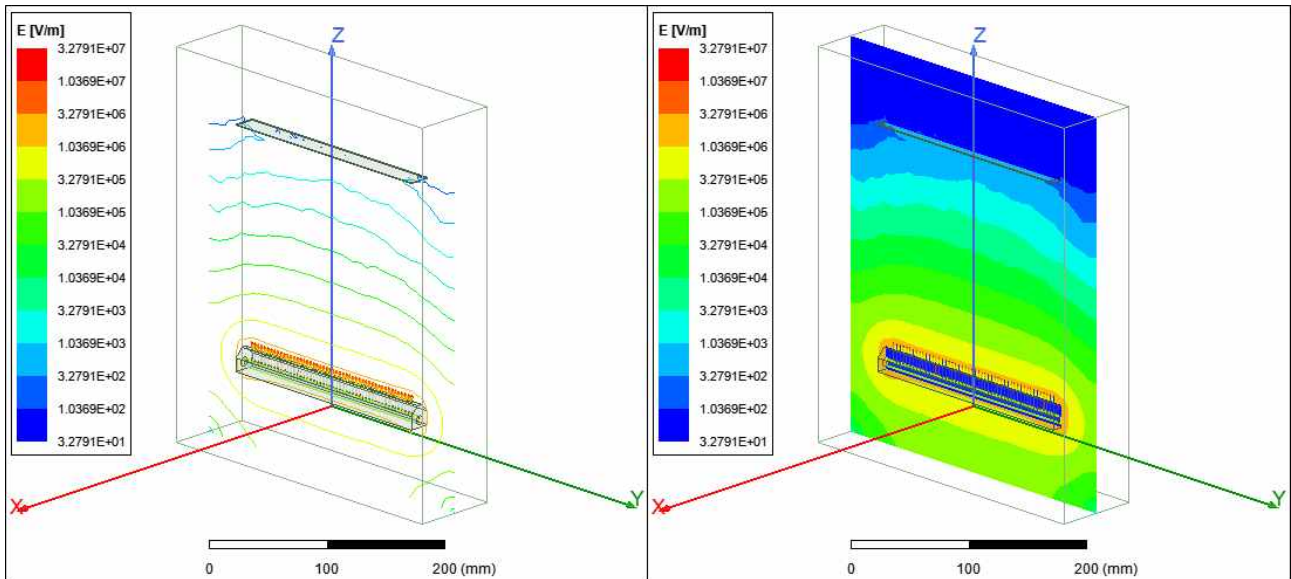 E [V/m]
3.2791E+07
1.0369E+07
3.2791E+06
1.0369E+06
3.2791E+05
1.0369E+05
3.2791E+04
1.0369E+04
3.2791E+03
1.0369E+03
3.2791E+02
1.0369E+02
3.2791E+01
Z
X
Y
0 100 200 (mm)
E [V/m]
3.2791E+07
1.0369E+07
3.2791E+06
1.0369E+06
3.2791E+05
1.0369E+05
3.2791E+04
1.0369E+04
3.2791E+03
1.0369E+03
3.2791E+02
1.0369E+02
3.2791E+01
Z
X
Y
0 100 200 (mm)